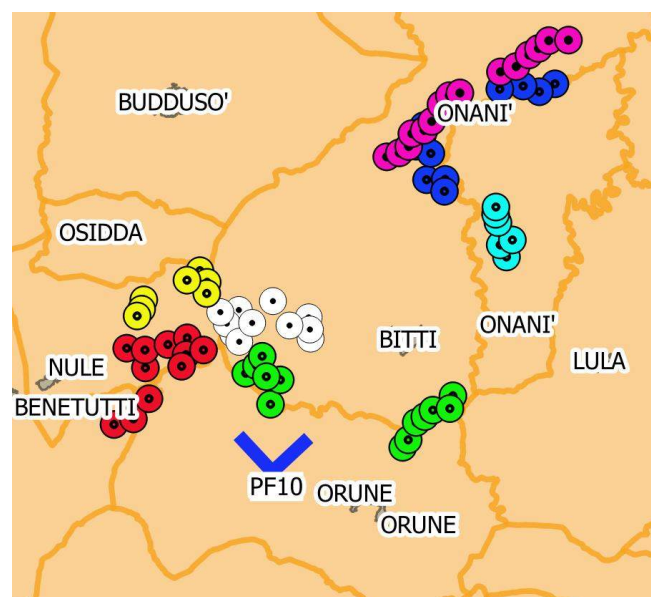 BUDDUSO'
ONANI'
OSIDDA
ONANI'
BITTI
LULA
NULE
BENETUTTI
PF10
ORUNE
ORUNE